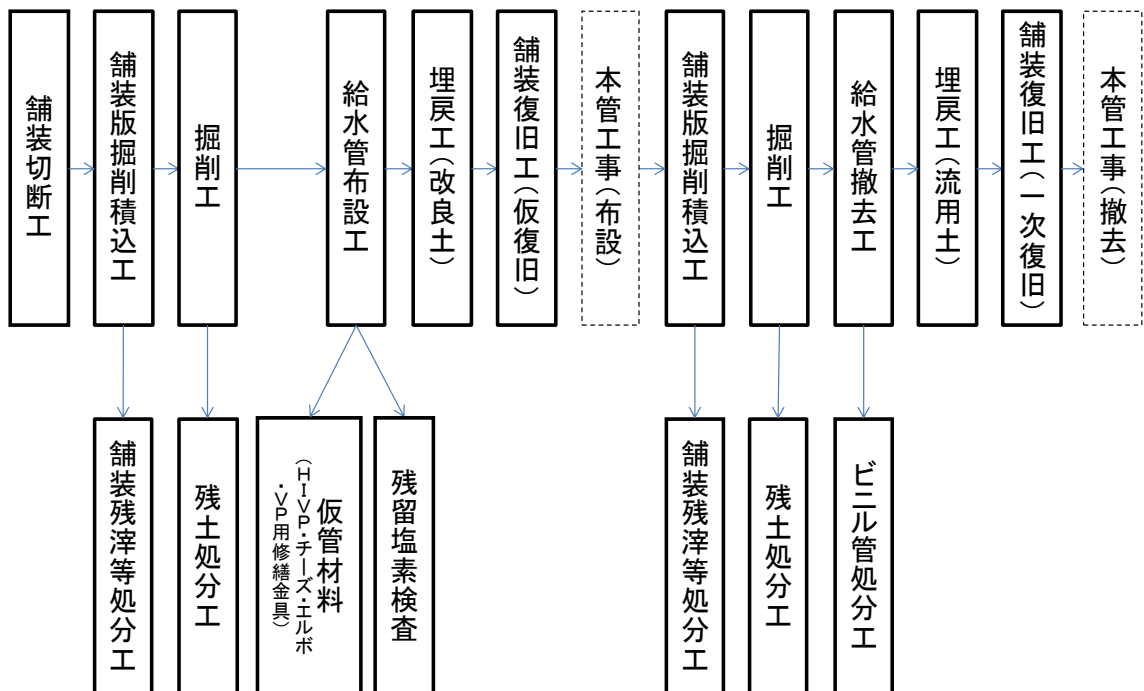 舗装切断工
舗装版掘削積込工
掘削工
給水管布設工
埋戻工（改良土）
舗装復旧工（仮復旧）
本管工事（布設）
舗装版掘削積込工
掘削工
給水管撤去工
埋戻工（流用土）
舗装復旧工（一次復旧）
本管工事（撤去）
舗装残滓等処分工
残土処分工
仮管材料
（HIVP・チーズ・エルボ
・VP用修繕金具）
残留塩素検査
舗装残滓等処分工
残土処分工
ビニル管処分工